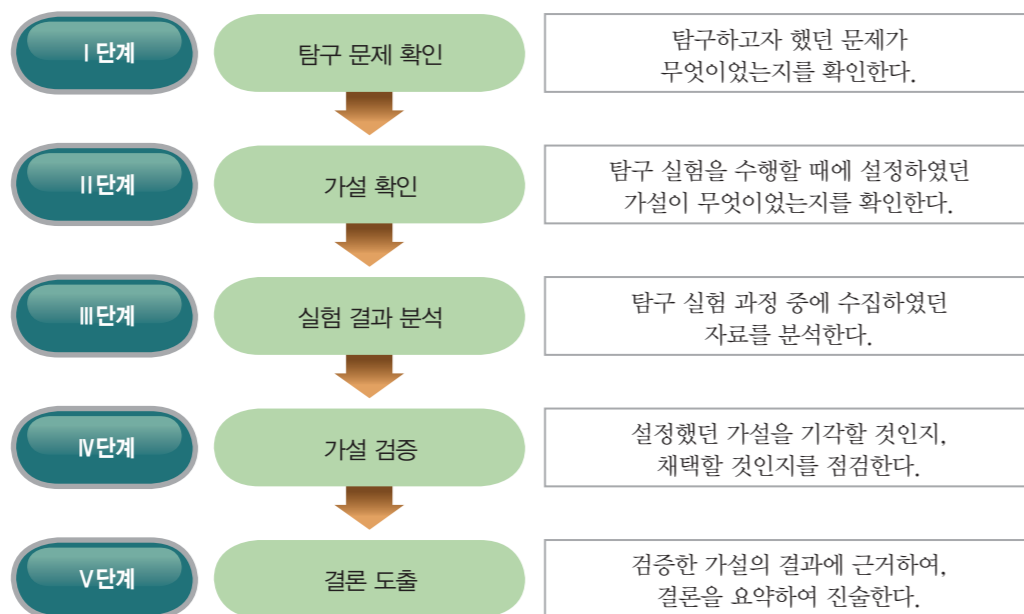 Ⅰ단계
탐구 문제 확인
탐구하고자 했던 문제가
무엇이었는지를 확인한다.
Ⅱ단계
가설 확인
탐구 실험을 수행할 때에 설정하였던
가설이 무엇이었는지를 확인한다.
Ⅲ단계
실험 결과 분석
탐구 실험 과정 중에 수집하였던
자료를 분석한다.
Ⅳ단계
가설 검증
설정했던 가설을 기각할 것인지,
채택할 것인지를 점검한다.
Ⅴ단계
결론 도출
검증한 가설의 결과에 근거하여,
결론을 요약하여 진술한다.